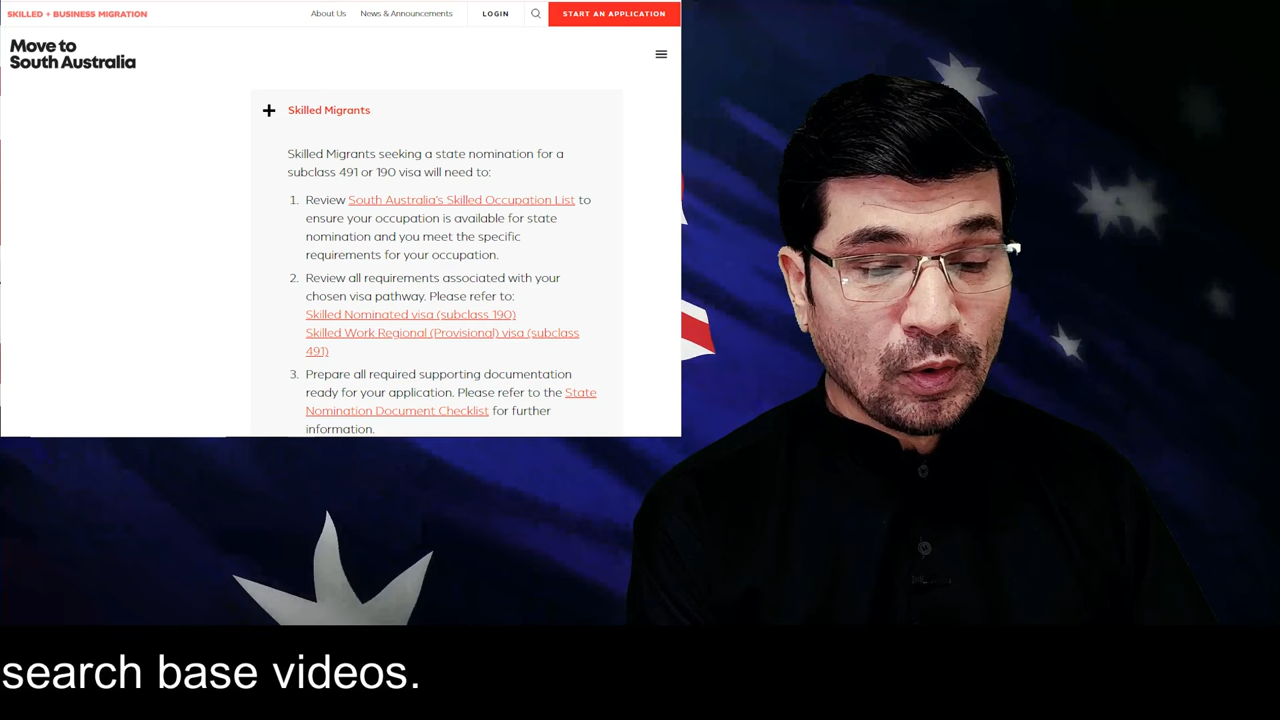 SKILLED + BUSINESS MIGRATION
About Us
News & Announcements
LOGIN
START AN APPLICATION
Move to
South Australia
Skilled Migrants
Skilled Migrants seeking a state nomination for a
subclass 491 or 190 visa will need to:
1. Review South Australia's Skilled Occupation List to
ensure your occupation is available for state
nomination and you meet the specific
requirements for your occupation.
2. Review all requirements associated with your
chosen visa pathway. Please refer to:
Skilled Nominated visa (subclass 190)
Skilled Work Regional (Provisional) visa (subclass
491)
3. Prepare all required supporting documentation
ready for your application. Please refer to the State
Nomination Document Checklist for further
information.
search base videos.